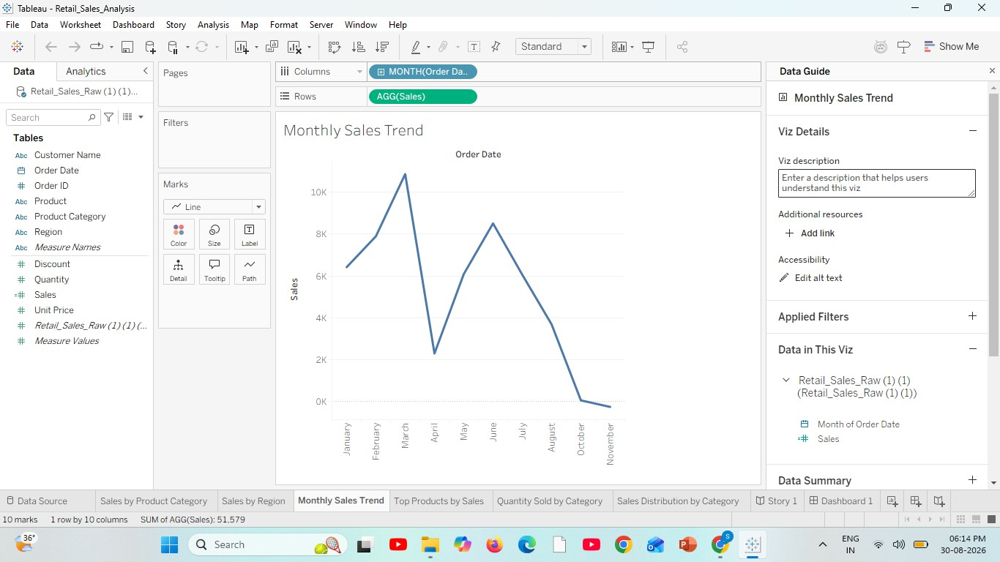 Tableau - Retail_Sales_Analysis
File Data Worksheet Dashboard Story Analysis Map Format Server Window Help
Standard
Show Me
Data Analytics
Retail_Sales_Raw (1) (1)...
Search
Tables
Abc Customer Name
Order Date
Order ID
Abc Product
Abc Product Category
Abc Region
Abc Measure Names
Discount
Quantity
Sales
Unit Price
Retail_Sales_Raw (1) (1) (...
Measure Values
Pages
Filters
Marks
Line
Color Size Label
Detail Tooltip Path
Columns MONTH(Order Da..
Rows AGG(Sales)
Monthly Sales Trend
Order Date
Sales
10K
8K
6K
4K
2K
0K
January February March April May June July August October November
Data Guide
Monthly Sales Trend
Viz Details
Viz description
Enter a description that helps users
understand this viz
Additional resources
Add link
Accessibility
Edit alt text
Applied Filters
Data in This Viz
Retail_Sales_Raw (1) (1)
(Retail_Sales_Raw (1) (1))
Month of Order Date
Sales
Data Summary
Data Source Sales by Product Category Sales by Region Monthly Sales Trend Top Products by Sales Quantity Sold by Category Sales Distribution by Category Story 1 Dashboard 1
10 marks 1 row by 10 columns SUM of AGG(Sales): 51,579
36°
Search
S
ENG
IN
06:14 PM
30-08-2026